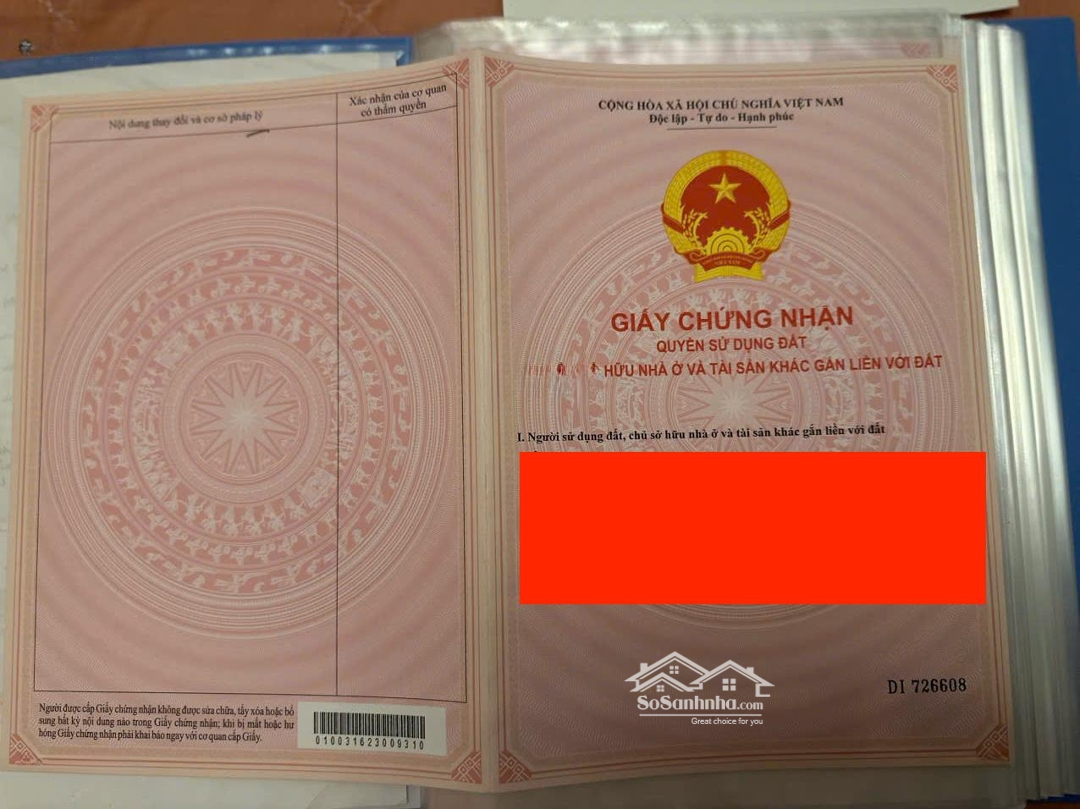 Nội dung thay đổi và cơ sở pháp lý
Xác nhận của cơ quan
có thẩm quyền
Người được cấp Giấy chứng nhận không được sửa chữa, tẩy xóa hoặc bổ
sung bất kỳ nội dung nào trong Giấy chứng nhận; khi bị mất hoặc hư
hỏng Giấy chứng nhận phải khai báo ngay với cơ quan cấp Giấy.
010031623009310
CỘNG HÒA XÃ HỘI CHỦ NGHĨA VIỆT NAM
Độc lập - Tự do - Hạnh phúc
VIỆT NAM
GIẤY CHỨNG NHẬN
QUYỀN SỬ DỤNG ĐẤT
HỮU NHÀ Ở VÀ TÀI SẢN KHÁC GẮN LIỀN VỚI ĐẤT
I. Người sử dụng đất, chủ sở hữu nhà ở và tài sản khác gắn liền với đất
SoSanhnha.com
Great choice for you
DI 726608